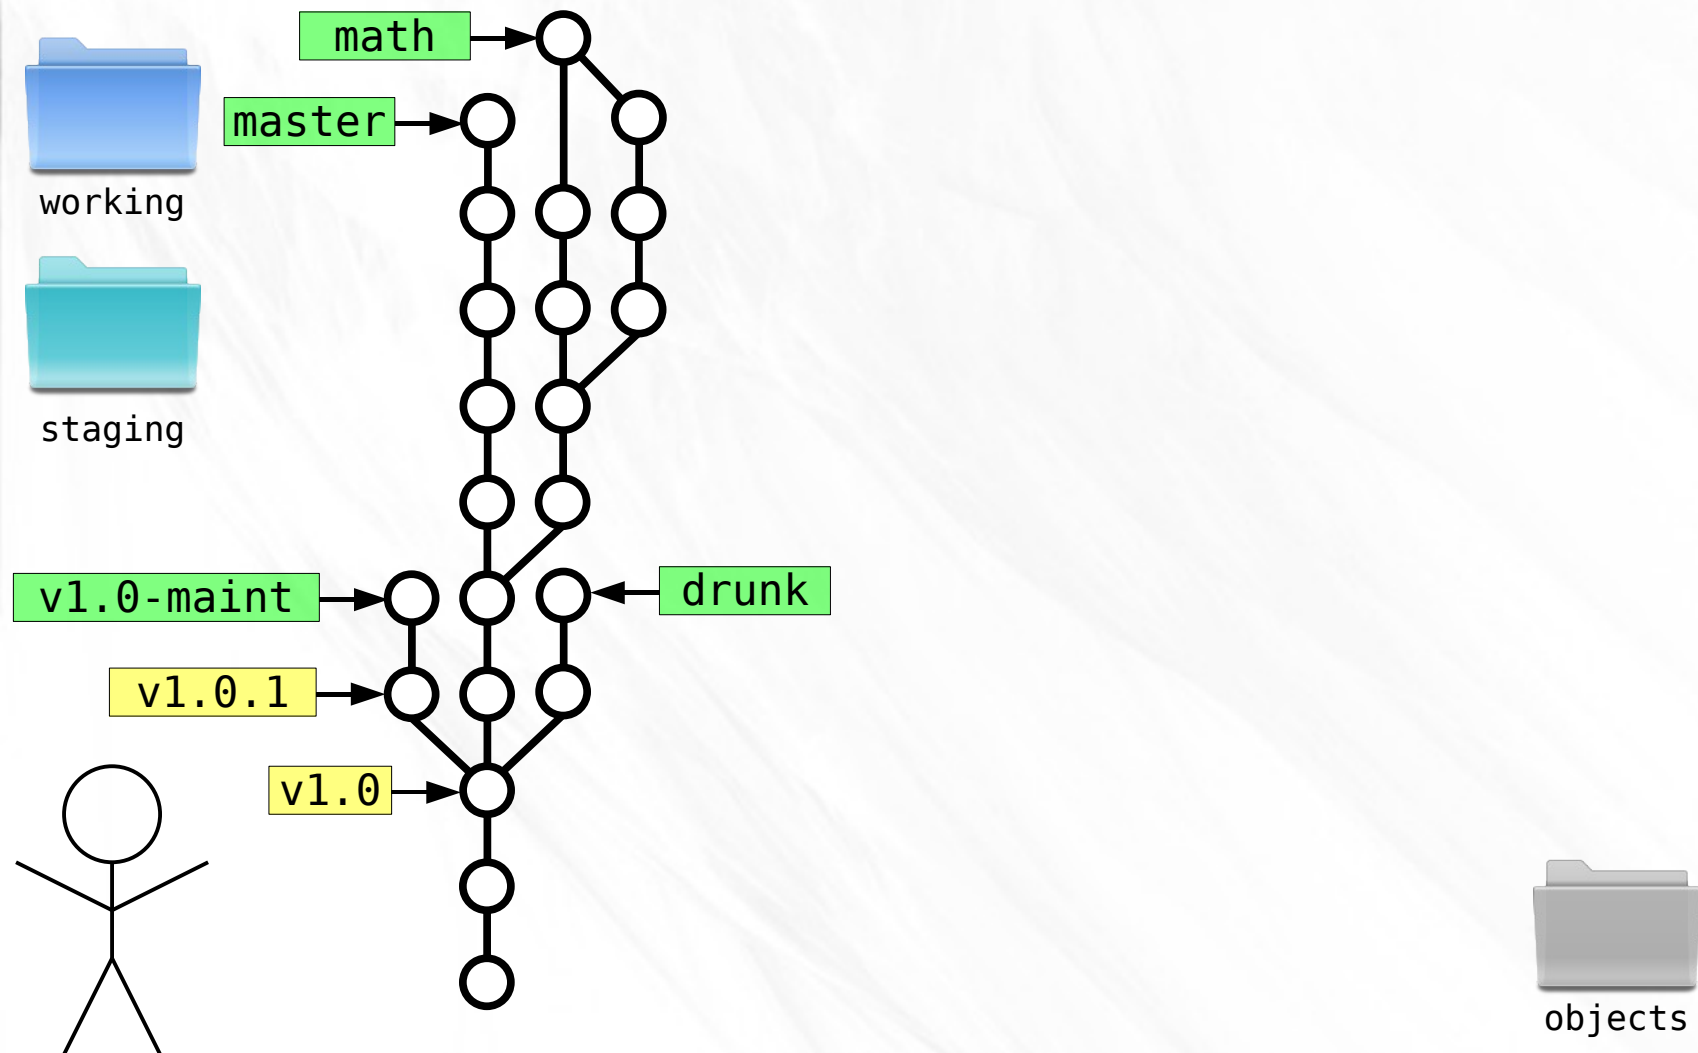 math
master
working
staging
v1.0-maint
drunk
v1.0.1
v1.0
objects